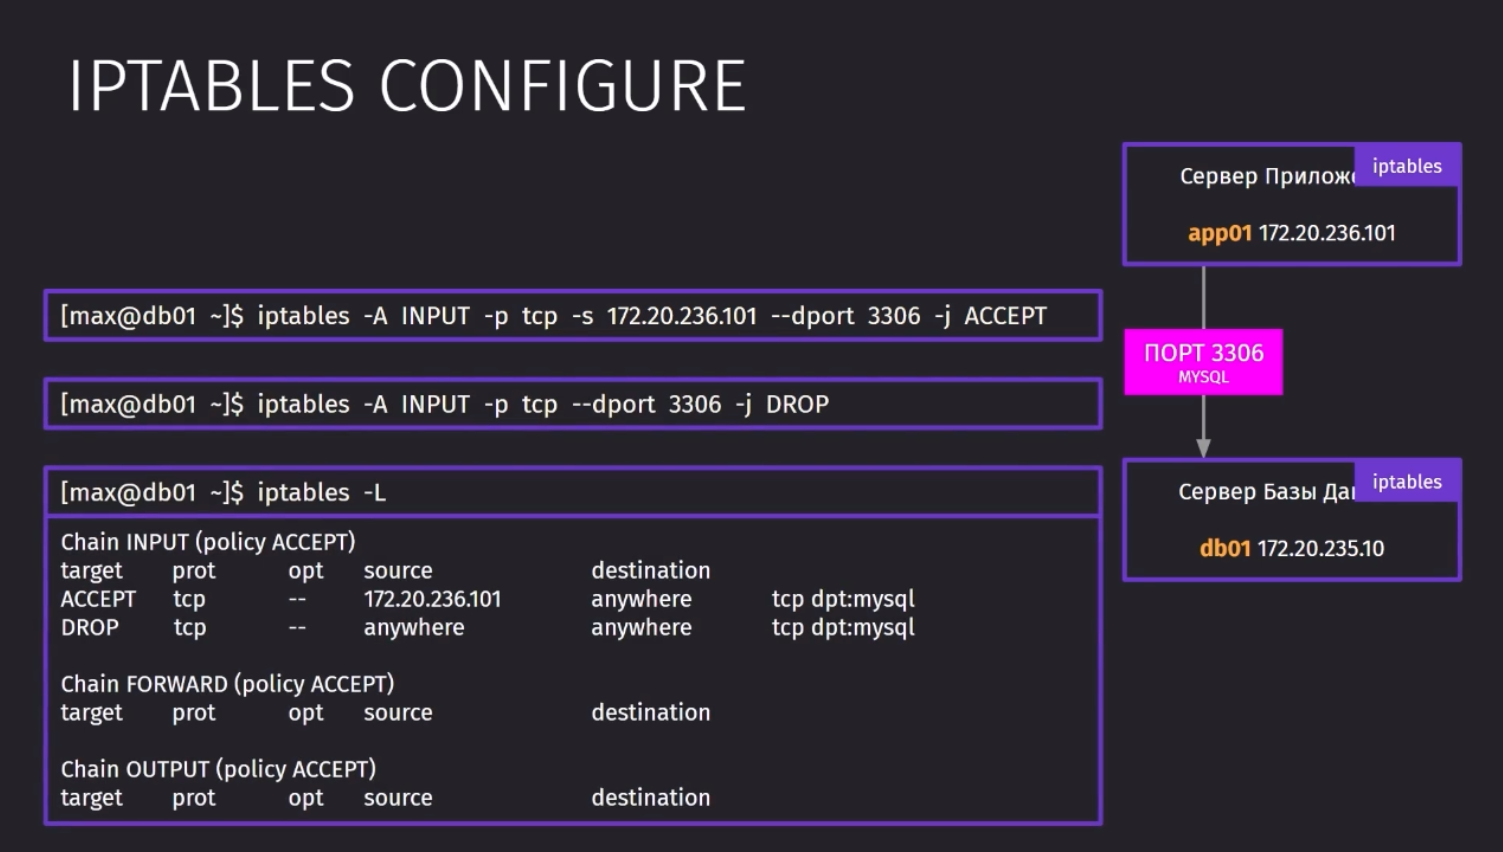 IPTABLES CONFIGURE
iptables
Сервер Прилож
app01 172.20.236.101
[max@db01 ~]$ iptables -A INPUT -p tcp -s 172.20.236.101 --dport 3306 -j ACCEPT
ПОРТ 3306
MYSQL
[max@db01 ~]$ iptables -A INPUT -p tcp --dport 3306 -j DROP
iptables
Сервер Базы Да
db01 172.20.235.10
[max@db01 ~]$ iptables -L
Chain INPUT (policy ACCEPT)
target prot opt source destination
ACCEPT tcp -- 172.20.236.101 anywhere tcp dpt:mysql
DROP tcp -- anywhere anywhere tcp dpt:mysql
Chain FORWARD (policy ACCEPT)
target prot opt source destination
Chain OUTPUT (policy ACCEPT)
target prot opt source destination